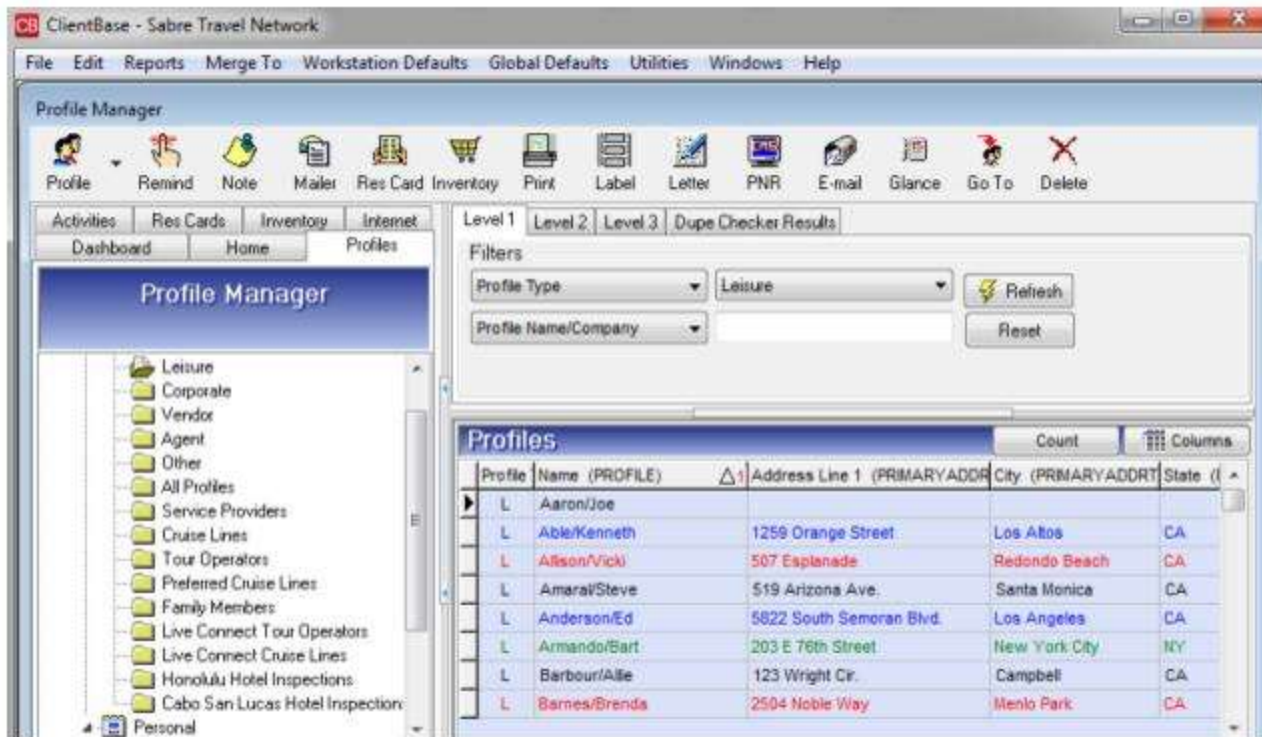 CB ClientBase - Sabre Travel Network
File Edit Reports Merge To Workstation Defaults Global Defaults Utilities Windows Help
Profile Manager
Profile Remind Note Mailer Res Card Inventory Print Label Letter PNR E-mail Glance Go To Delete
Activities Res Cards Inventory Internet
Dashboard Home Profiles
Profile Manager
Leisure
Corporate
Vendor
Agent
Other
All Profiles
Service Providers
Cruise Lines
Tour Operators
Preferred Cruise Lines
Family Members
Live Connect Tour Operators
Live Connect Cruise Lines
Honolulu Hotel Inspections
Cabo San Lucas Hotel Inspection
Personal
Level 1 Level 2 Level 3 Dupe Checker Results
Filters
Profile Type Leisure Refresh
Profile Name/Company Reset
Profiles Count Columns
Profile Name (PROFILE) 1 Address Line 1 (PRIMARYADDR City (PRIMARYADDRT State (
L Aaron/Joe
L Able/Kenneth 1259 Orange Street Los Altos CA
L Allison/Vicki 507 Esplanade Redondo Beach CA
L Amaral/Steve 519 Arizona Ave. Santa Monica CA
L Anderson/Ed 5822 South Semoran Blvd. Los Angeles CA
L Armando/Bart 203 E 76th Street New York City NY
L Barbour/Allie 123 Wright Cir. Campbell CA
L Barnes/Brenda 2504 Noble Way Menlo Park CA